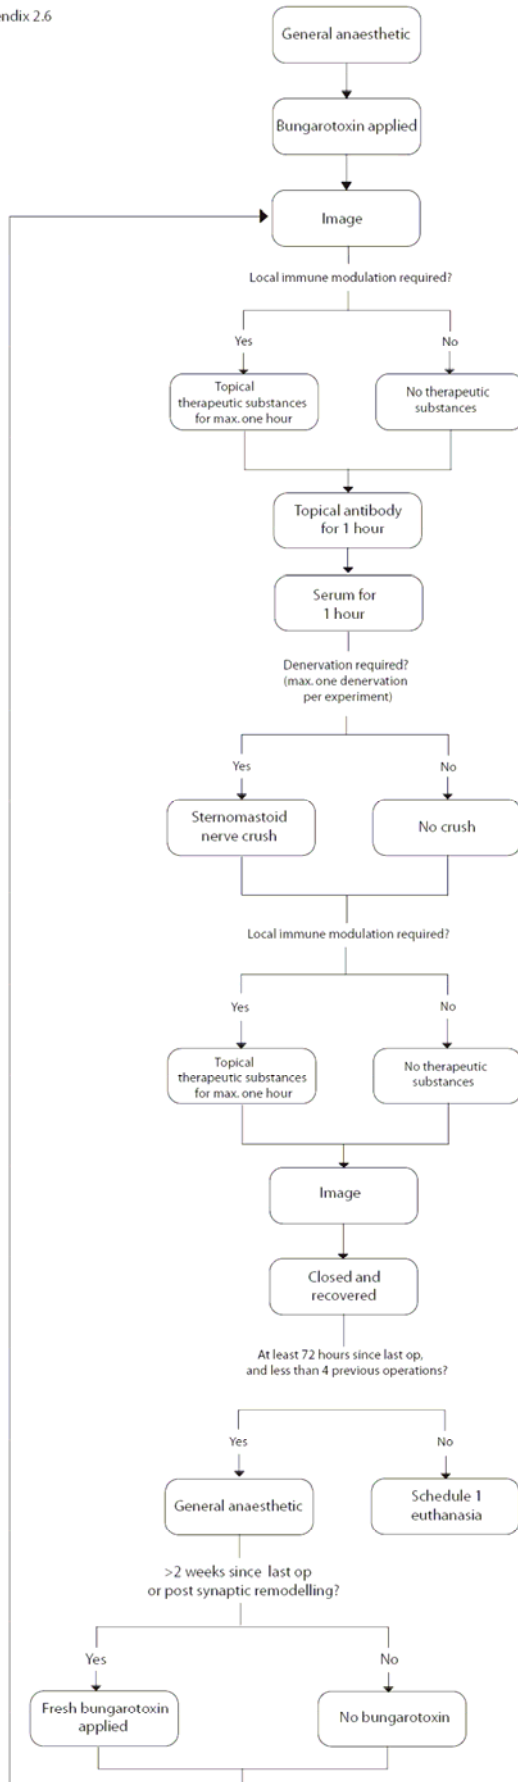 endix 2.6
General anaesthetic
Bungarotoxin applied
Image
Local immune modulation required?
Yes
No
Topical
therapeutic substances
for max. one hour
No therapeutic
substances
Topical antibody
for 1 hour
Serum for
1 hour
Denervation required?
(max. one denervation
per experiment)
Yes
No
Sternomastoid
nerve crush
No crush
Local immune modulation required?
Yes
No
Topical
therapeutic substances
for max. one hour
No therapeutic
substances
Image
Closed and
recovered
At least 72 hours since last op,
and less than 4 previous operations?
Yes
No
General anaesthetic
Schedule 1
euthanasia
>2 weeks since last op
or post synaptic remodelling?
Yes
No
Fresh bungarotoxin
applied
No bungarotoxin